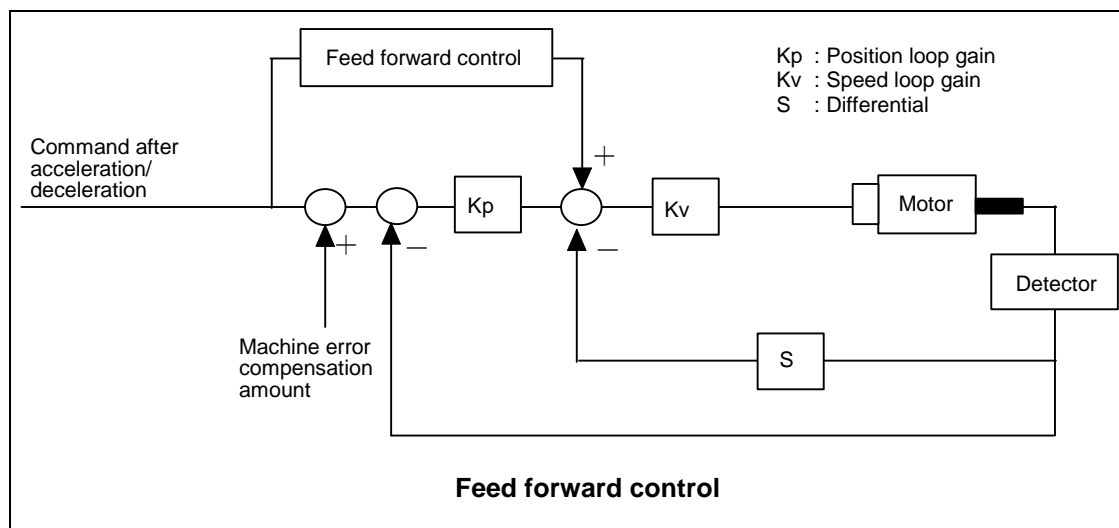 Feed forward control
Kp : Position loop gain
Kv : Speed loop gain
S : Differential
Command after
acceleration/
deceleration
+
Kp
Kv
Motor
+
−
−
Detector
Machine error
compensation
amount
S
Feed forward control